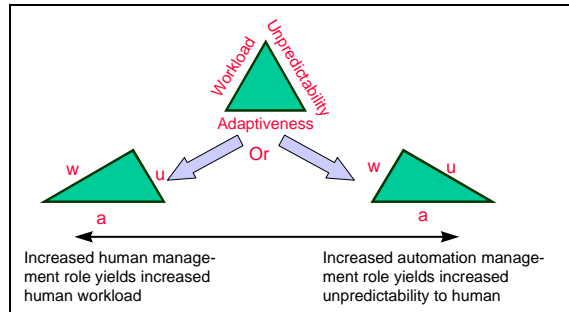 Workload
Unpredictability
Adaptiveness
Or
w
u
a
w
u
a
Increased human manage-
ment role yields increased
human workload
Increased automation manage-
ment role yields increased
unpredictability to human